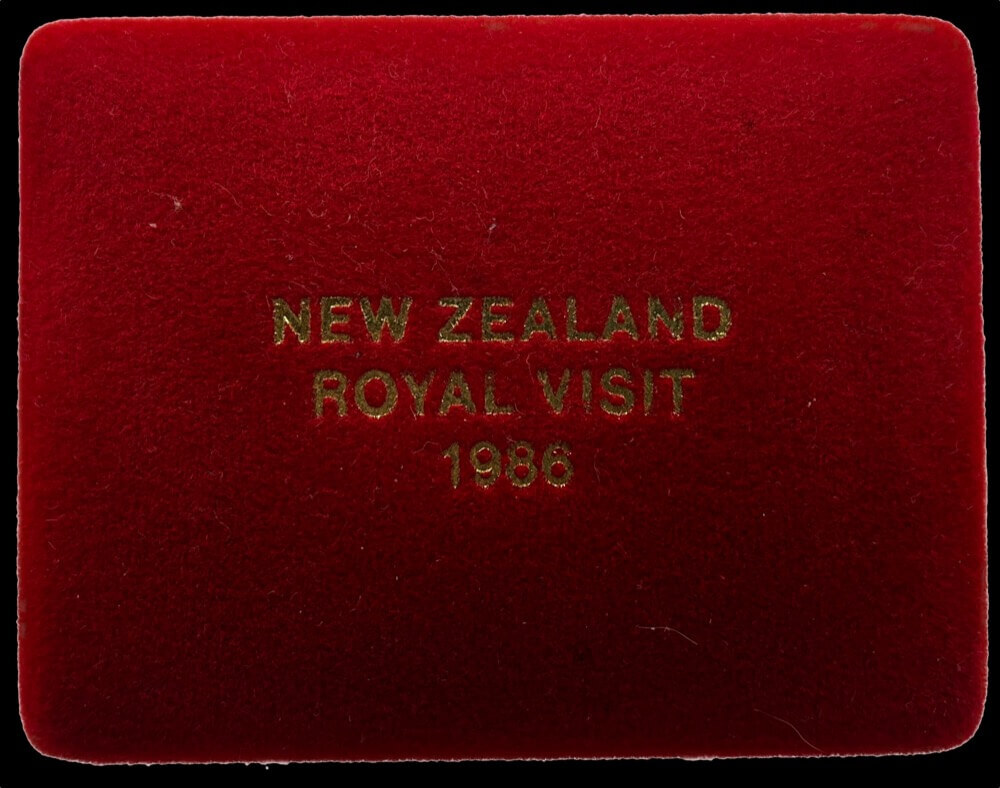 NEW ZEALAND
ROYAL VISIT
1986